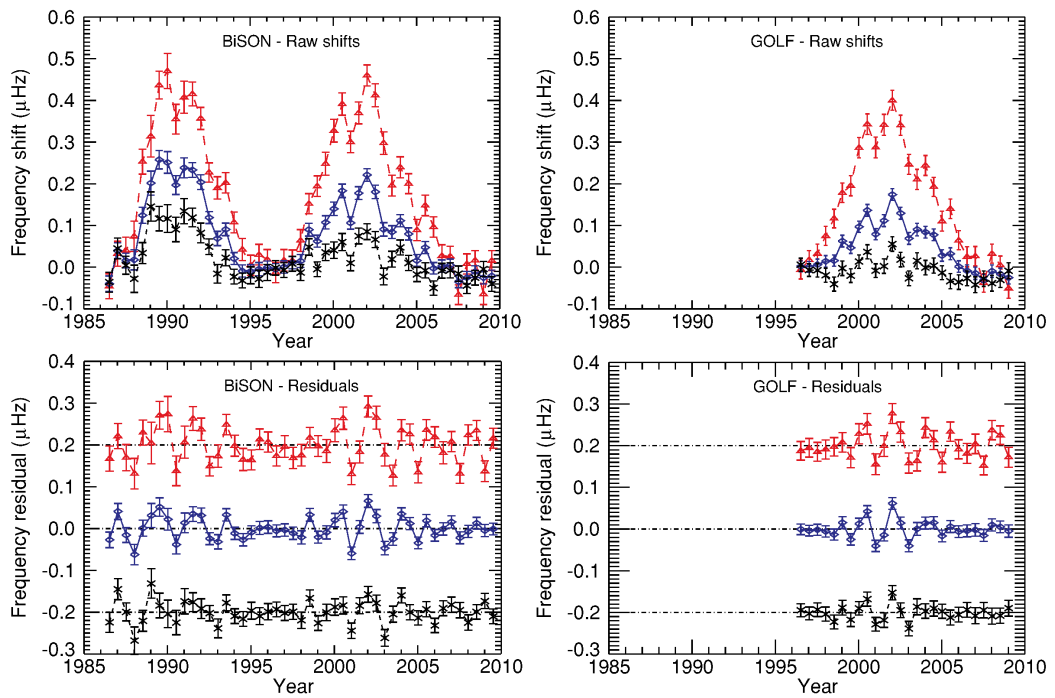 BiSON - Raw shifts
Frequency shift (μHz)
0.6
0.5
0.4
0.3
0.2
0.1
0.0
-0.1
1985 1990 1995 2000 2005 2010
Year
GOLF - Raw shifts
Frequency shift (μHz)
0.6
0.5
0.4
0.3
0.2
0.1
0.0
-0.1
1985 1990 1995 2000 2005 2010
Year
BiSON - Residuals
Frequency residual (μHz)
0.4
0.3
0.2
0.1
0.0
-0.1
-0.2
-0.3
1985 1990 1995 2000 2005 2010
Year
GOLF - Residuals
Frequency residual (μHz)
0.4
0.3
0.2
0.1
0.0
-0.1
-0.2
-0.3
1985 1990 1995 2000 2005 2010
Year